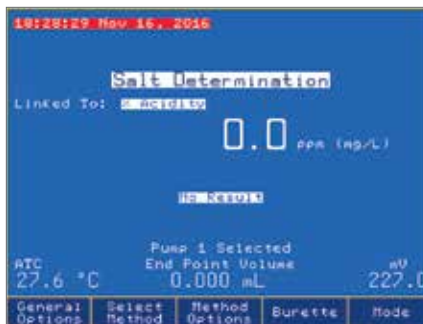 18:28:29 Nov 16, 2016
Salt Determination
Linked To: % Acidity
0.0 ppm (mg/L)
No Result
Pump 1 Selected
ATC End Point Volume mV
27.6 °C 0.000 mL 227.0
General Options Select Method Method Options Burette Mode